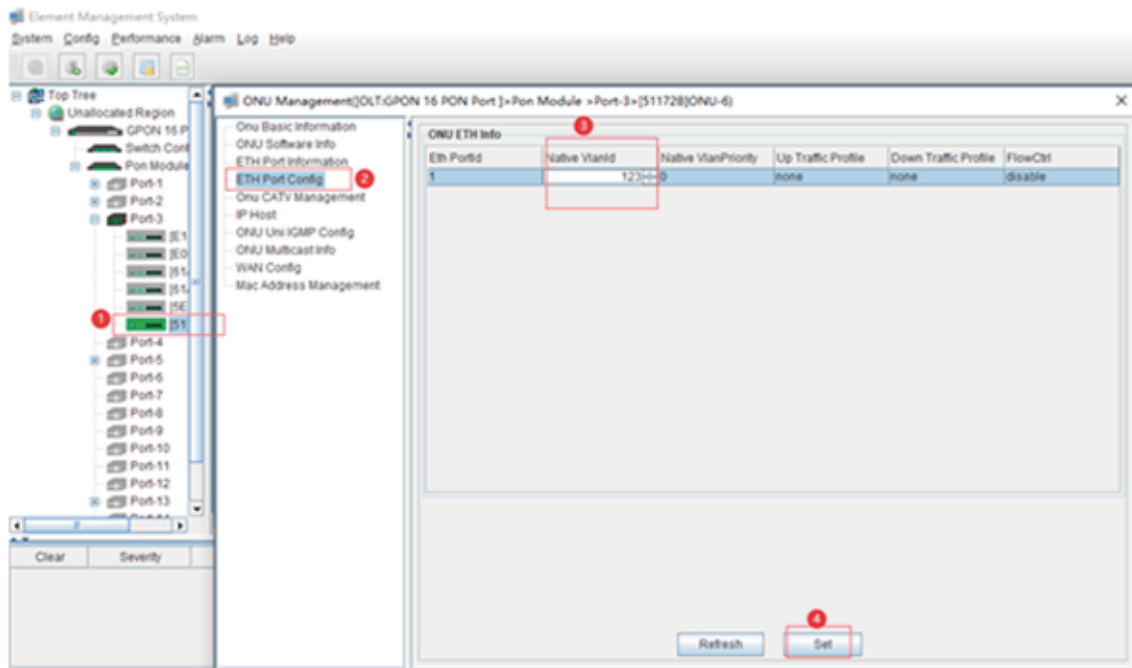 Element Management System
System Config Performance Alarm Log Help
Top Tree
Unallocated Region
GPON 16 P
Switch Conf
Pon Module
Port-1
Port-2
Port-3
[E1
[E0
[51
[51
[5E
1
[51
Port-4
Port-5
Port-6
Port-7
Port-8
Port-9
Port-10
Port-11
Port-12
Port-13
Clear Severity
ONU Management([OLT:GPON 16 PON Port ]>Pon Module >Port-3>[511728]ONU-6)
Onu Basic Information
ONU Software Info
ETH Port Information
ETH Port Config 2
Onu CATV Management
IP Host
ONU Uni IGMP Config
ONU Multicast Info
WAN Config
Mac Address Management
ONU ETH Info 3
Eth PortId Native VlanId Native VlanPriority Up Traffic Profile Down Traffic Profile FlowCtrl
1 123 0 none none disable
4
Refresh Set